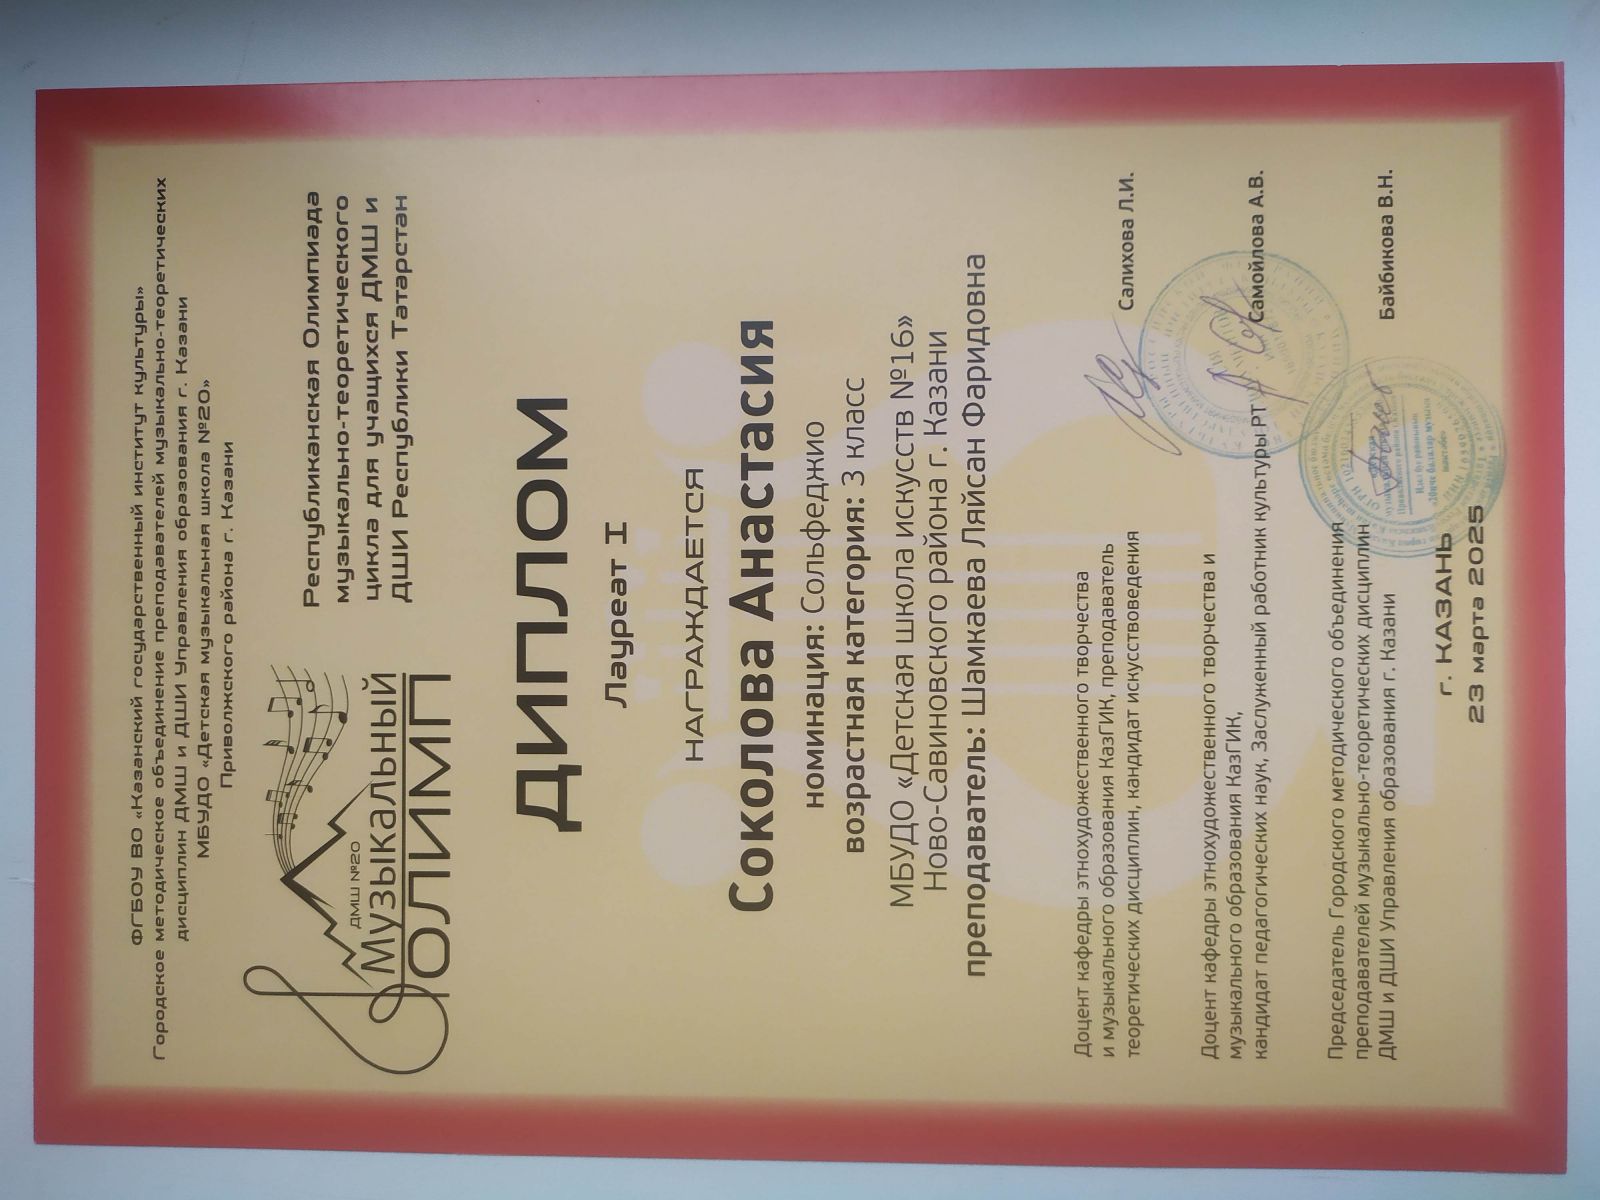 ФГБОУ ВО «Казанский государственный институт культуры»
Городское методическое объединение преподавателей музыкально-теоретических
дисциплин ДМШ и ДШИ Управления образования г. Казани
МБУДО «Детская музыкальная школа №20»
Приволжского района г. Казани
ДМШ №20
Музыкальный
ОЛИМП
Республиканская Олимпиада
музыкально-теоретического
цикла для учащихся ДМШ и
ДШИ Республики Татарстан
ДИПЛОМ
Лауреат I
НАГРАЖДАЕТСЯ
Соколова Анастасия
номинация: Сольфеджио
возрастная категория: 3 класс
МБУДО «Детская школа искусств №16»
Ново-Савиновского района г. Казани
преподаватель: Шамкаева Ляйсан Фаридовна
Доцент кафедры этнохудожественного творчества
и музыкального образования КазГИК, преподаватель
теоретических дисциплин, кандидат искусствоведения
Салихова Л.И.
Доцент кафедры этнохудожественного творчества и
музыкального образования КазГИК,
кандидат педагогических наук, Заслуженный работник культуры РТ
Самойлова А.В.
Председатель Городского методического объединения
преподавателей музыкально-теоретических дисциплин
ДМШ и ДШИ Управления образования г. Казани
Байбикова В.Н.
г. КАЗАНЬ
23 марта 2025